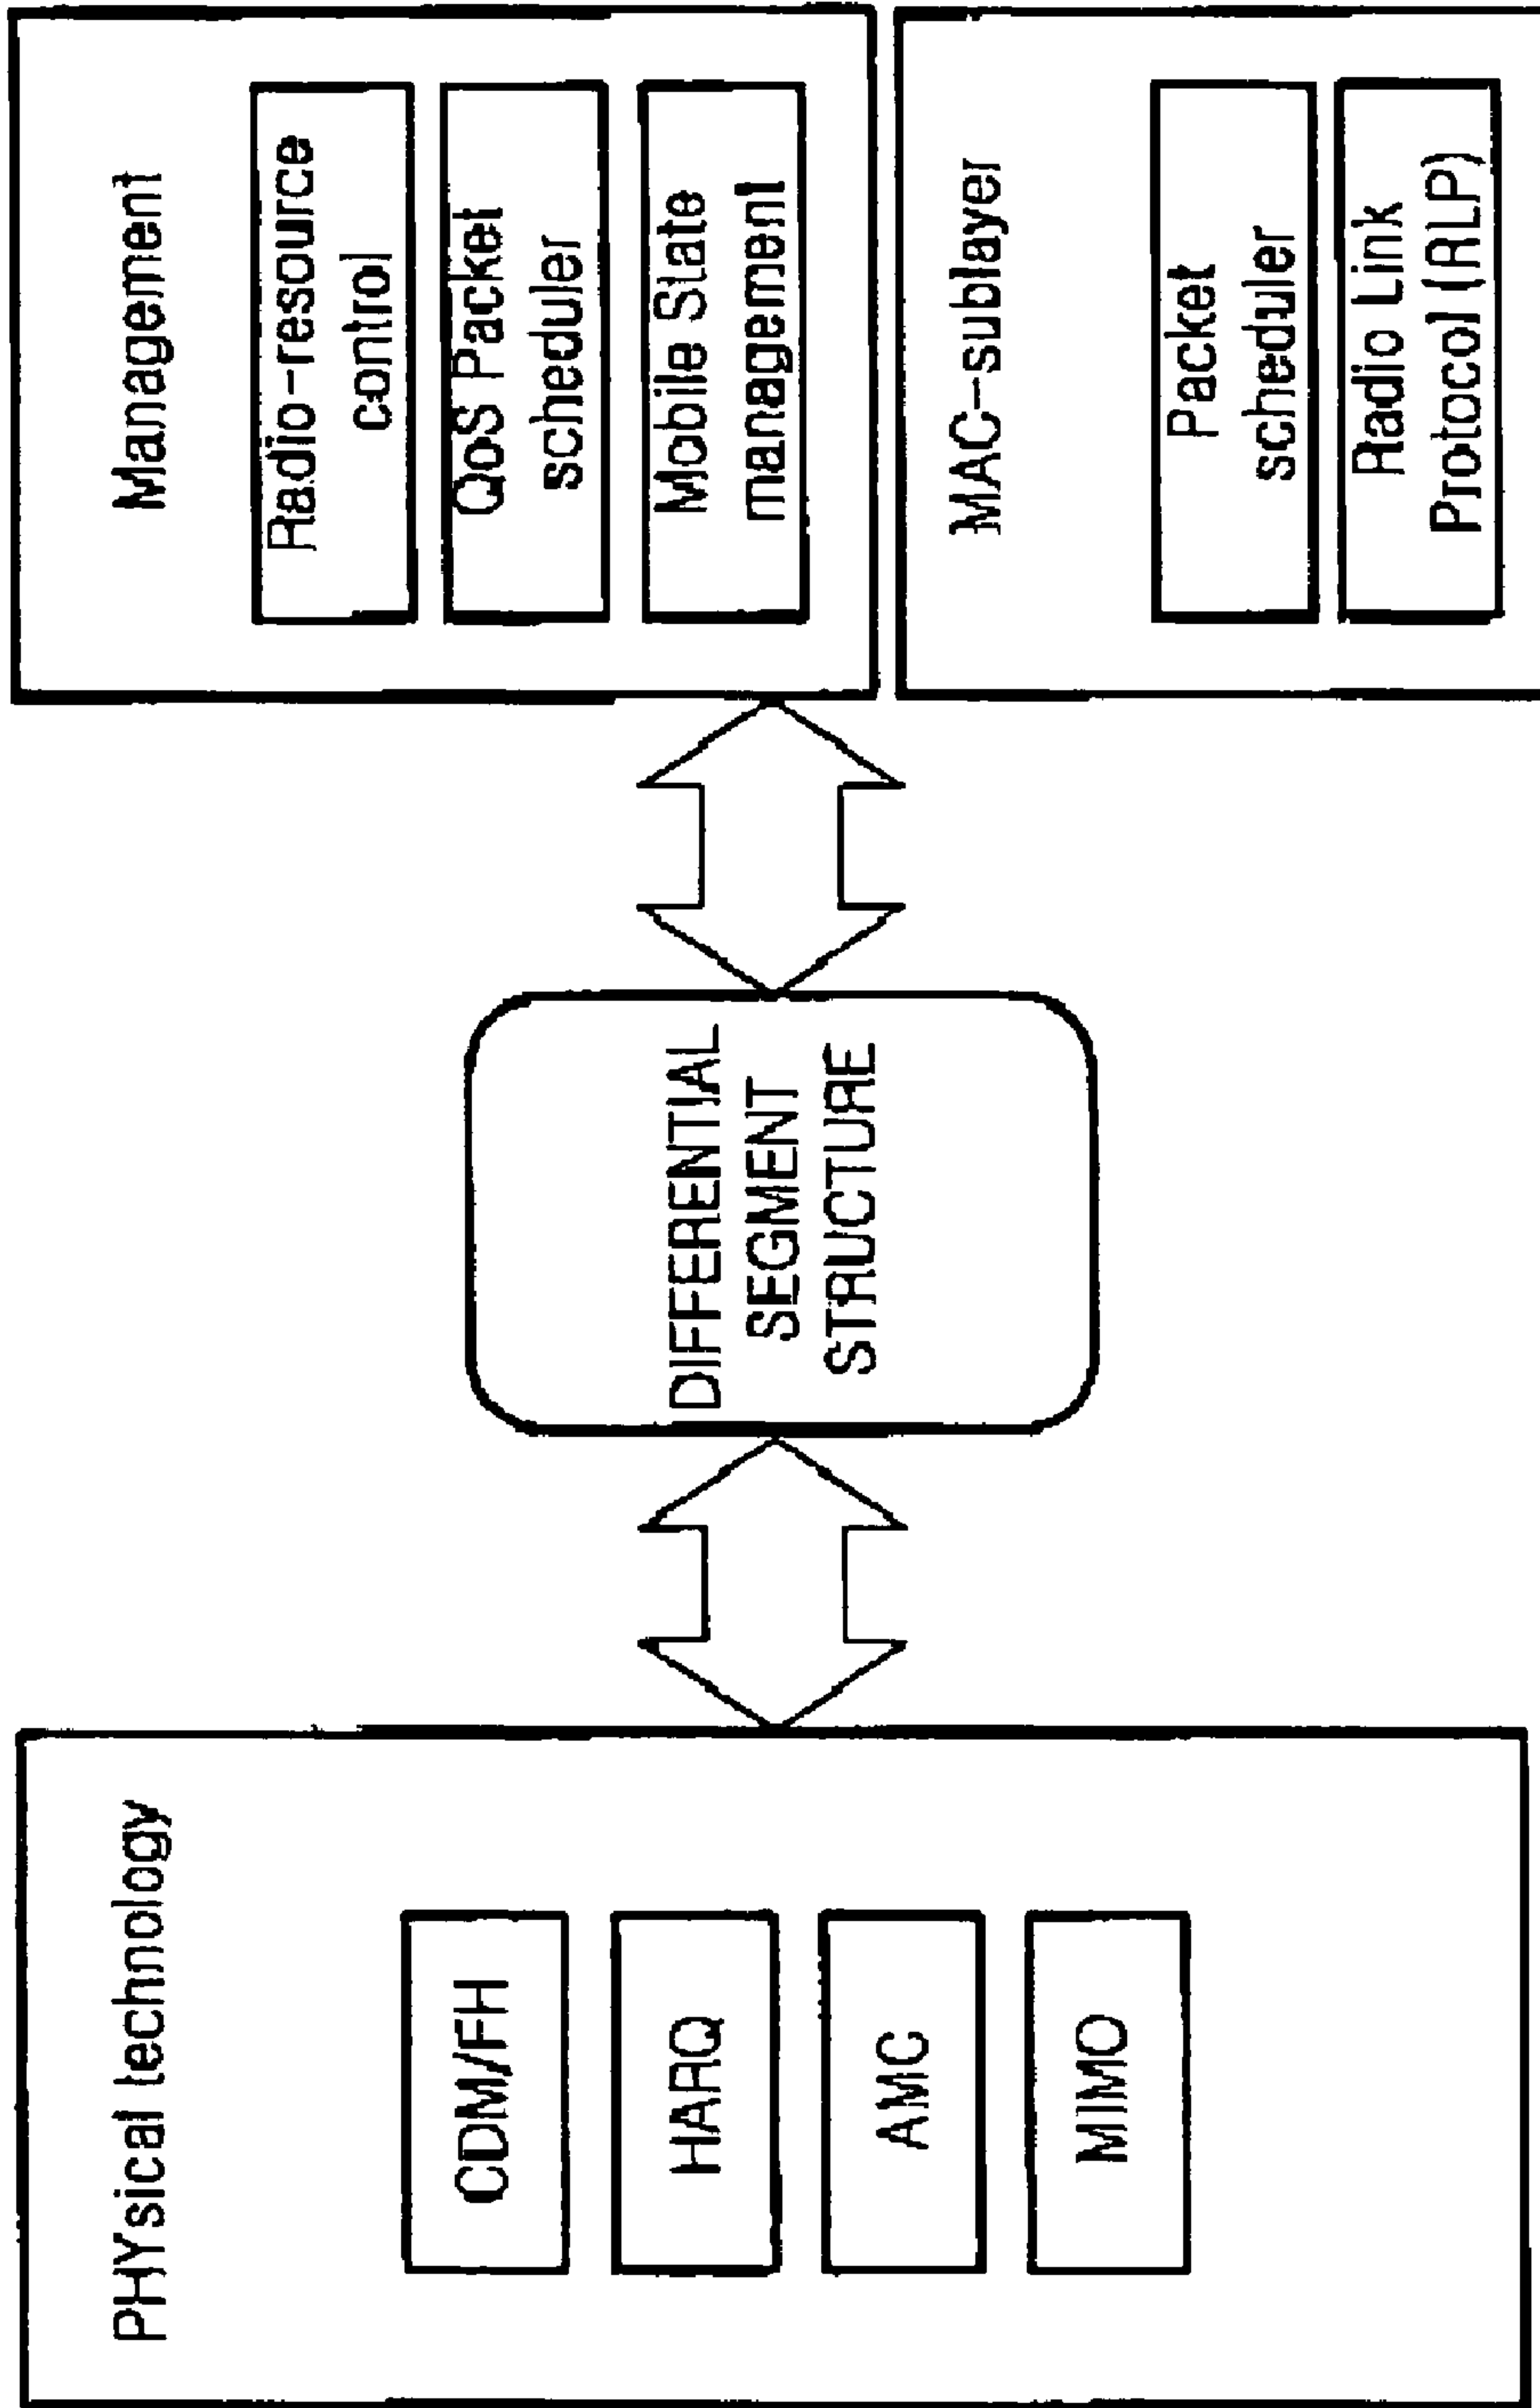 PHYsical technology
CDM/FH
HARQ
AMC
MIMO
DIFFERENTIAL
SEGMENT
STRUCTURE
Management
Radio-resource
control
QoS Packet
scheduler
Mobile State
management
MAC-sublayer
Packet
scheduler
Radio Link
Protocol (RLP)